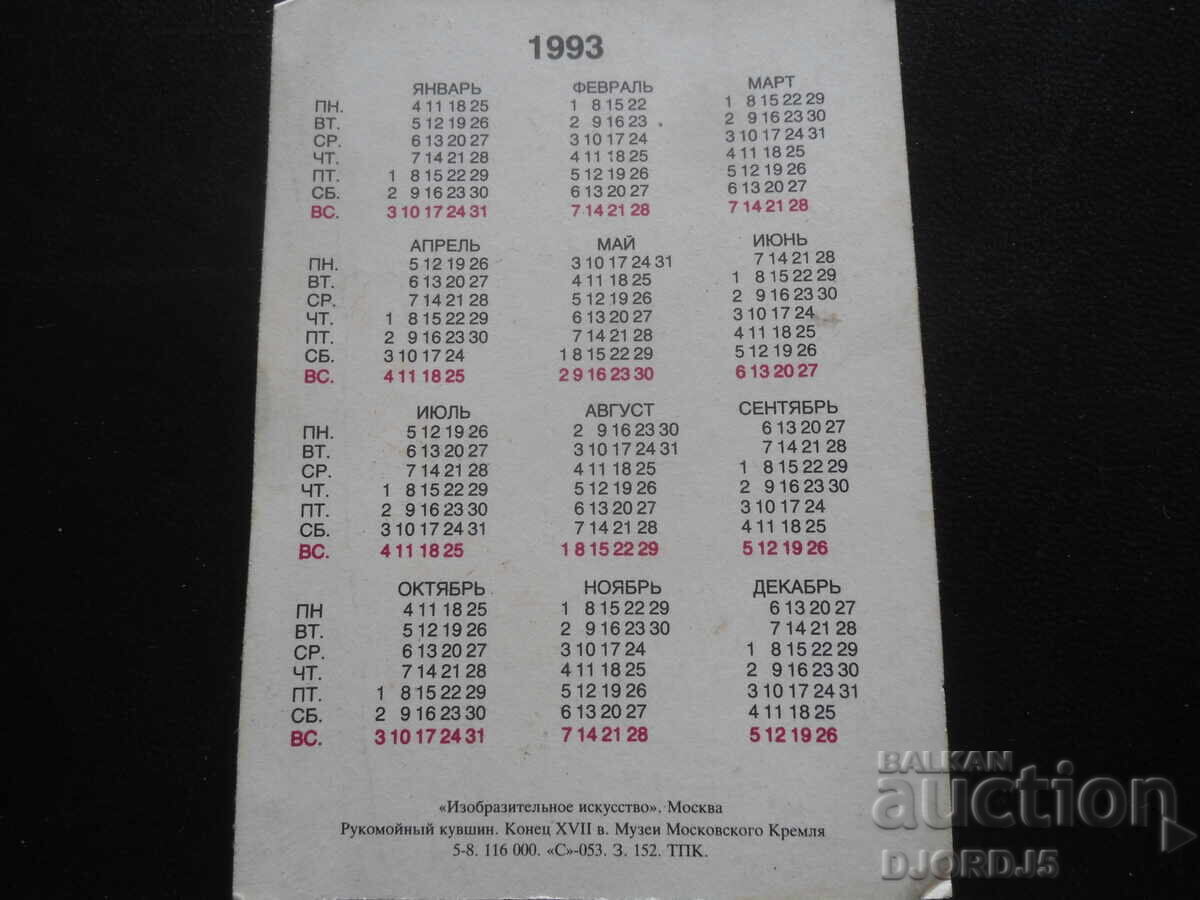 1993
ЯНВАРЬ ФЕВРАЛЬ МАРТ
ПН. 4 11 18 25 1 8 15 22 1 8 15 22 29
ВТ. 5 12 19 26 2 9 16 23 2 9 16 23 30
СР. 6 13 20 27 3 10 17 24 3 10 17 24 31
ЧТ. 7 14 21 28 4 11 18 25 4 11 18 25
ПТ. 1 8 15 22 29 5 12 19 26 5 12 19 26
СБ. 2 9 16 23 30 6 13 20 27 6 13 20 27
ВС. 3 10 17 24 31 7 14 21 28 7 14 21 28
АПРЕЛЬ МАЙ ИЮНЬ
ПН. 5 12 19 26 3 10 17 24 31 7 14 21 28
ВТ. 6 13 20 27 4 11 18 25 1 8 15 22 29
СР. 7 14 21 28 5 12 19 26 2 9 16 23 30
ЧТ. 1 8 15 22 29 6 13 20 27 3 10 17 24
ПТ. 2 9 16 23 30 7 14 21 28 4 11 18 25
СБ. 3 10 17 24 1 8 15 22 29 5 12 19 26
ВС. 4 11 18 25 2 9 16 23 30 6 13 20 27
ИЮЛЬ АВГУСТ СЕНТЯБРЬ
ПН. 5 12 19 26 2 9 16 23 30 6 13 20 27
ВТ. 6 13 20 27 3 10 17 24 31 7 14 21 28
СР. 7 14 21 28 4 11 18 25 1 8 15 22 29
ЧТ. 1 8 15 22 29 5 12 19 26 2 9 16 23 30
ПТ. 2 9 16 23 30 6 13 20 27 3 10 17 24
СБ. 3 10 17 24 31 7 14 21 28 4 11 18 25
ВС. 4 11 18 25 1 8 15 22 29 5 12 19 26
ОКТЯБРЬ НОЯБРЬ ДЕКАБРЬ
ПН 4 11 18 25 1 8 15 22 29 6 13 20 27
ВТ. 5 12 19 26 2 9 16 23 30 7 14 21 28
СР. 6 13 20 27 3 10 17 24 1 8 15 22 29
ЧТ. 7 14 21 28 4 11 18 25 2 9 16 23 30
ПТ. 1 8 15 22 29 5 12 19 26 3 10 17 24 31
СБ. 2 9 16 23 30 6 13 20 27 4 11 18 25
ВС. 3 10 17 24 31 7 14 21 28 5 12 19 26
«Изобразительное искусство». Москва
Рукомойный кувшин. Конец XVII в. Музеи Московского Кремля
5-8. 116 000. «С»-053. З. 152. ТПК.
BALKAN
auction
DJORDJ5